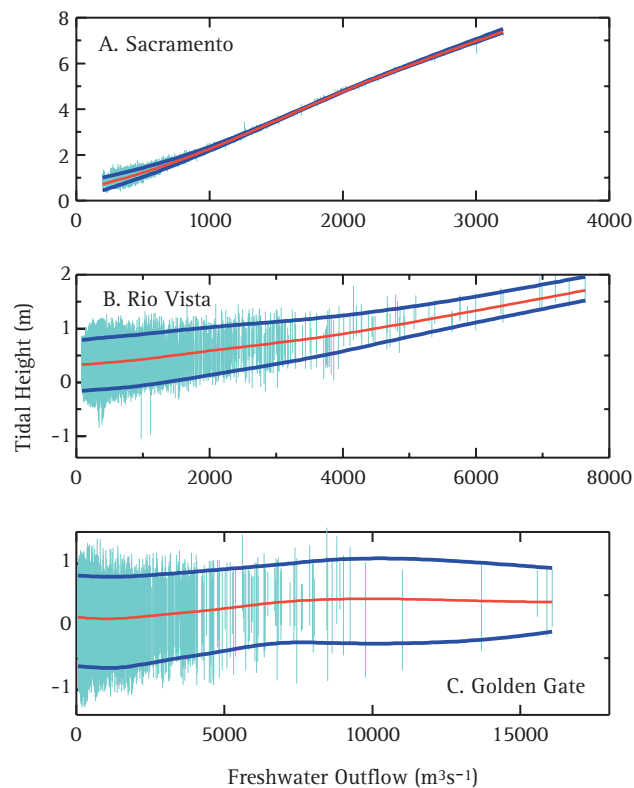 A. Sacramento
8
6
4
2
0
0 1000 2000 3000 4000
B. Rio Vista
2
1
0
-1
0 2000 4000 6000 8000
Tidal Height (m)
1
0
-1
C. Golden Gate
0 5000 10000 15000
Freshwater Outflow (m3s-1)